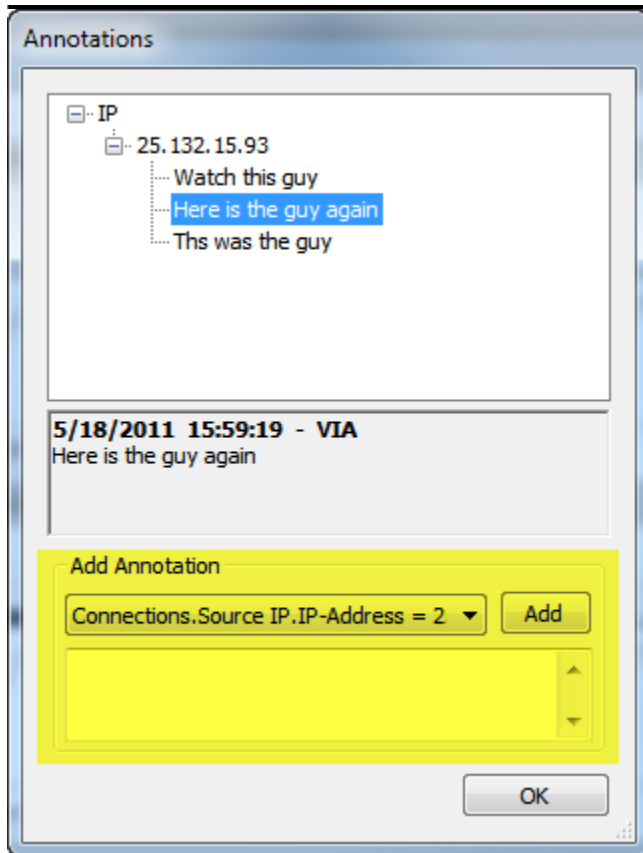 Annotations
IP
25.132.15.93
Watch this guy
Here is the guy again
Ths was the guy
5/18/2011 15:59:19 - VIA
Here is the guy again
Add Annotation
Connections.Source IP.IP-Address = 2 Add
OK